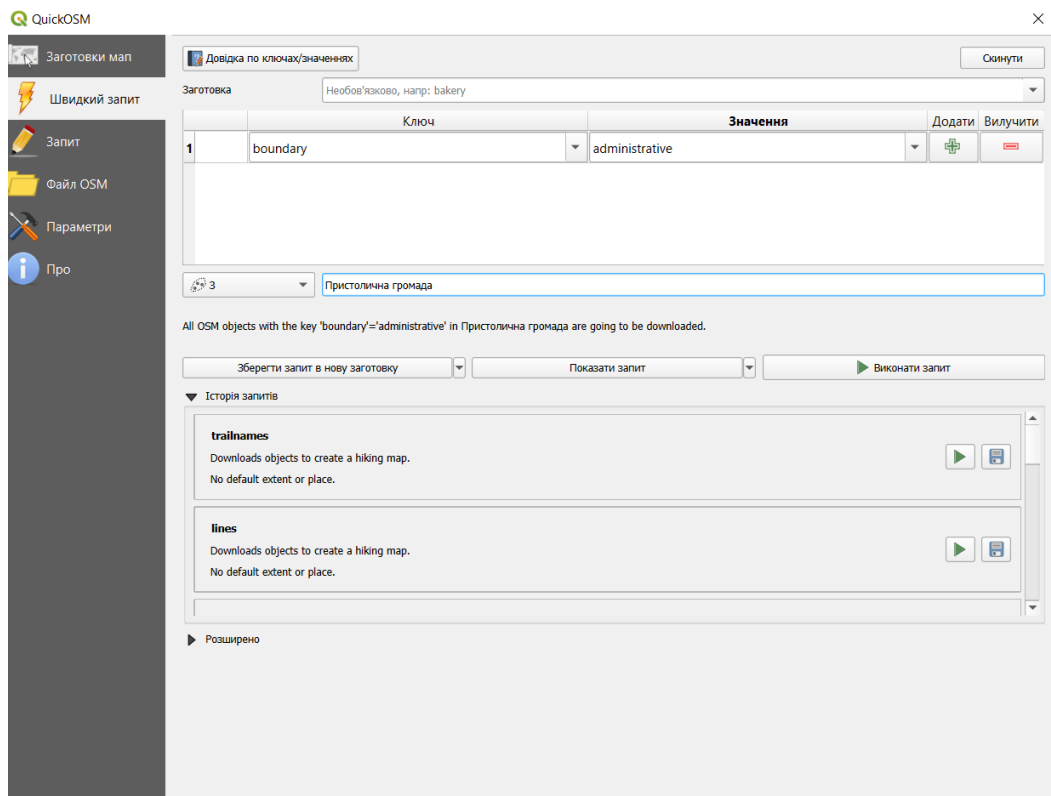 QuickOSM
Заготовки мап
Швидкий запит
Запит
Файл OSM
Параметри
Про
Довідка по ключах/значеннях
Скинути
Заготовка
Необов'язково, напр: bakery
Ключ Значення Додати Вилучити
1 boundary administrative
З Пристолична громада
All OSM objects with the key 'boundary'='administrative' in Пристолична громада are going to be downloaded.
Зберегти запит в нову заготовку Показати запит Виконати запит
Історія запитів
trailnames
Downloads objects to create a hiking map.
No default extent or place.
lines
Downloads objects to create a hiking map.
No default extent or place.
Розширено